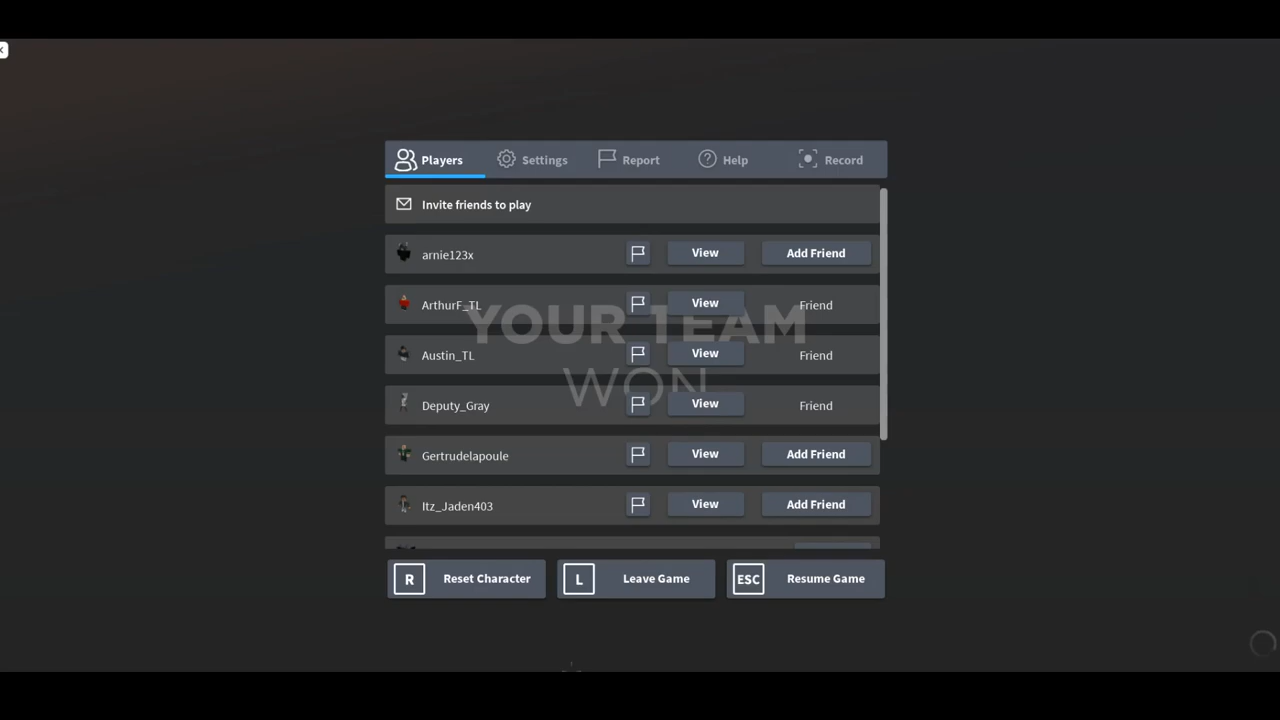 Players Settings Report Help Record
Invite friends to play
arnie123x View Add Friend
ArthurF_TL View Friend
YOUR TEAM
Austin_TL View Friend
WON
Deputy_Gray View Friend
Gertrudelapoule View Add Friend
Itz_Jaden403 View Add Friend
R Reset Character L Leave Game ESC Resume Game